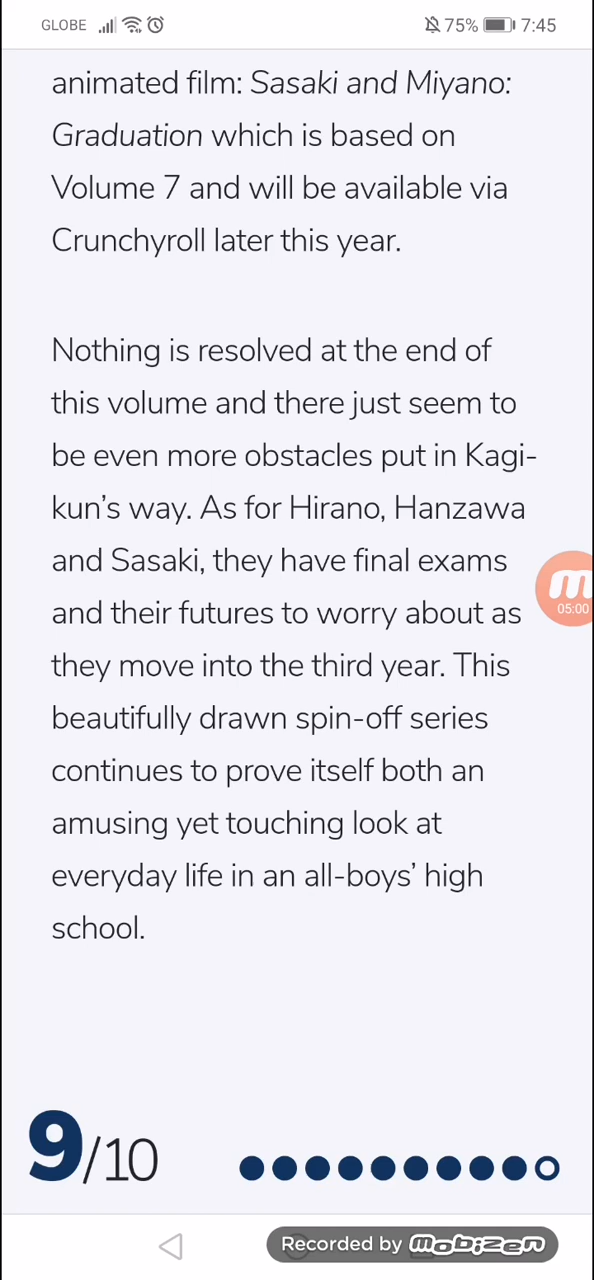 GLOBE 75% 7:45
animated film: Sasaki and Miyano:
Graduation which is based on
Volume 7 and will be available via
Crunchyroll later this year.
Nothing is resolved at the end of
this volume and there just seem to
be even more obstacles put in Kagi-
kun’s way. As for Hirano, Hanzawa
and Sasaki, they have final exams
and their futures to worry about as
they move into the third year. This
beautifully drawn spin-off series
continues to prove itself both an
amusing yet touching look at
everyday life in an all-boys’ high
school.
m
05:00
9/10
Recorded by mobizen